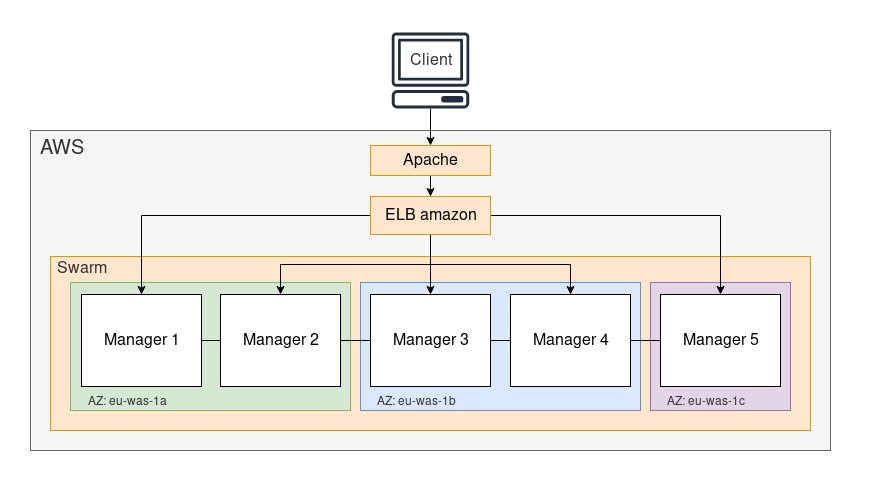 Client
AWS
Apache
ELB amazon
Swarm
Manager 1
Manager 2
Manager 3
Manager 4
Manager 5
AZ: eu-was-1a
AZ: eu-was-1b
AZ: eu-was-1c